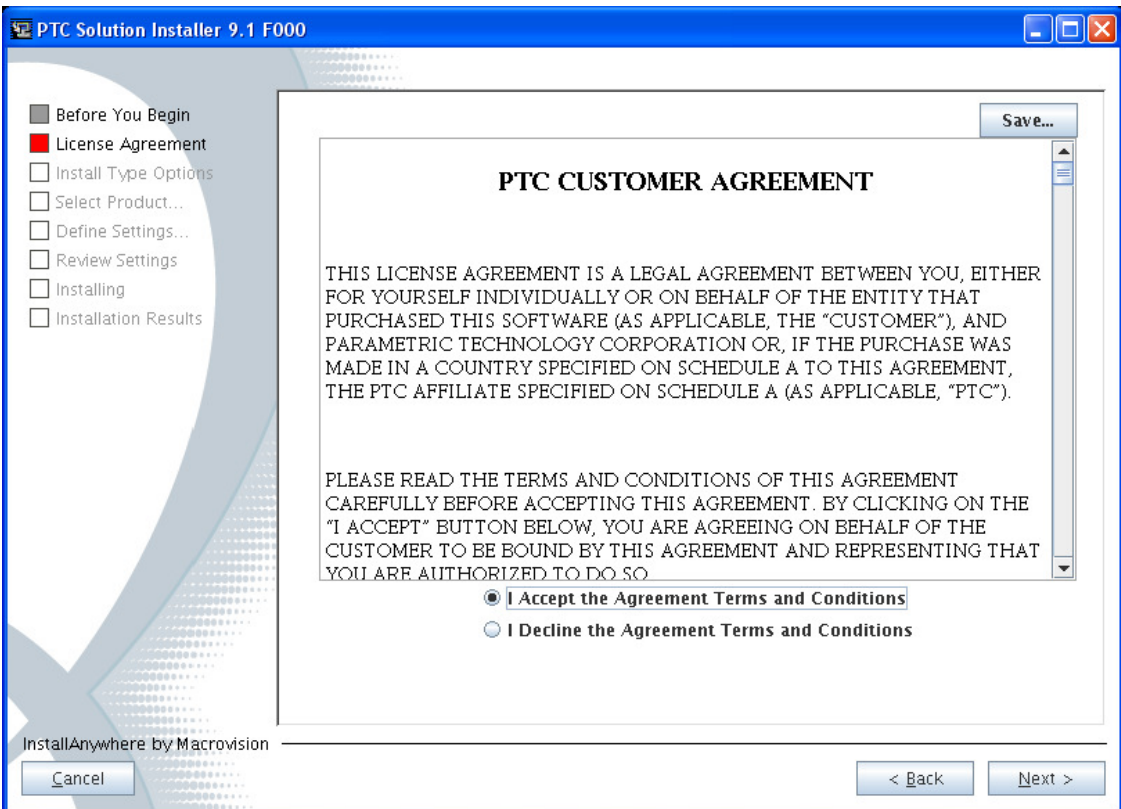 PTC Solution Installer 9.1 F000
Before You Begin
License Agreement
Install Type Options
Select Product...
Define Settings...
Review Settings
Installing
Installation Results
Save...
PTC CUSTOMER AGREEMENT
THIS LICENSE AGREEMENT IS A LEGAL AGREEMENT BETWEEN YOU, EITHER
FOR YOURSELF INDIVIDUALLY OR ON BEHALF OF THE ENTITY THAT
PURCHASED THIS SOFTWARE (AS APPLICABLE, THE “CUSTOMER”), AND
PARAMETRIC TECHNOLOGY CORPORATION OR, IF THE PURCHASE WAS
MADE IN A COUNTRY SPECIFIED ON SCHEDULE A TO THIS AGREEMENT,
THE PTC AFFILIATE SPECIFIED ON SCHEDULE A (AS APPLICABLE, “PTC”).
PLEASE READ THE TERMS AND CONDITIONS OF THIS AGREEMENT
CAREFULLY BEFORE ACCEPTING THIS AGREEMENT. BY CLICKING ON THE
“I ACCEPT” BUTTON BELOW, YOU ARE AGREEING ON BEHALF OF THE
CUSTOMER TO BE BOUND BY THIS AGREEMENT AND REPRESENTING THAT
YOU ARE AUTHORIZED TO DO SO
I Accept the Agreement Terms and Conditions
I Decline the Agreement Terms and Conditions
InstallAnywhere by Macrovision
Cancel
< Back
Next >